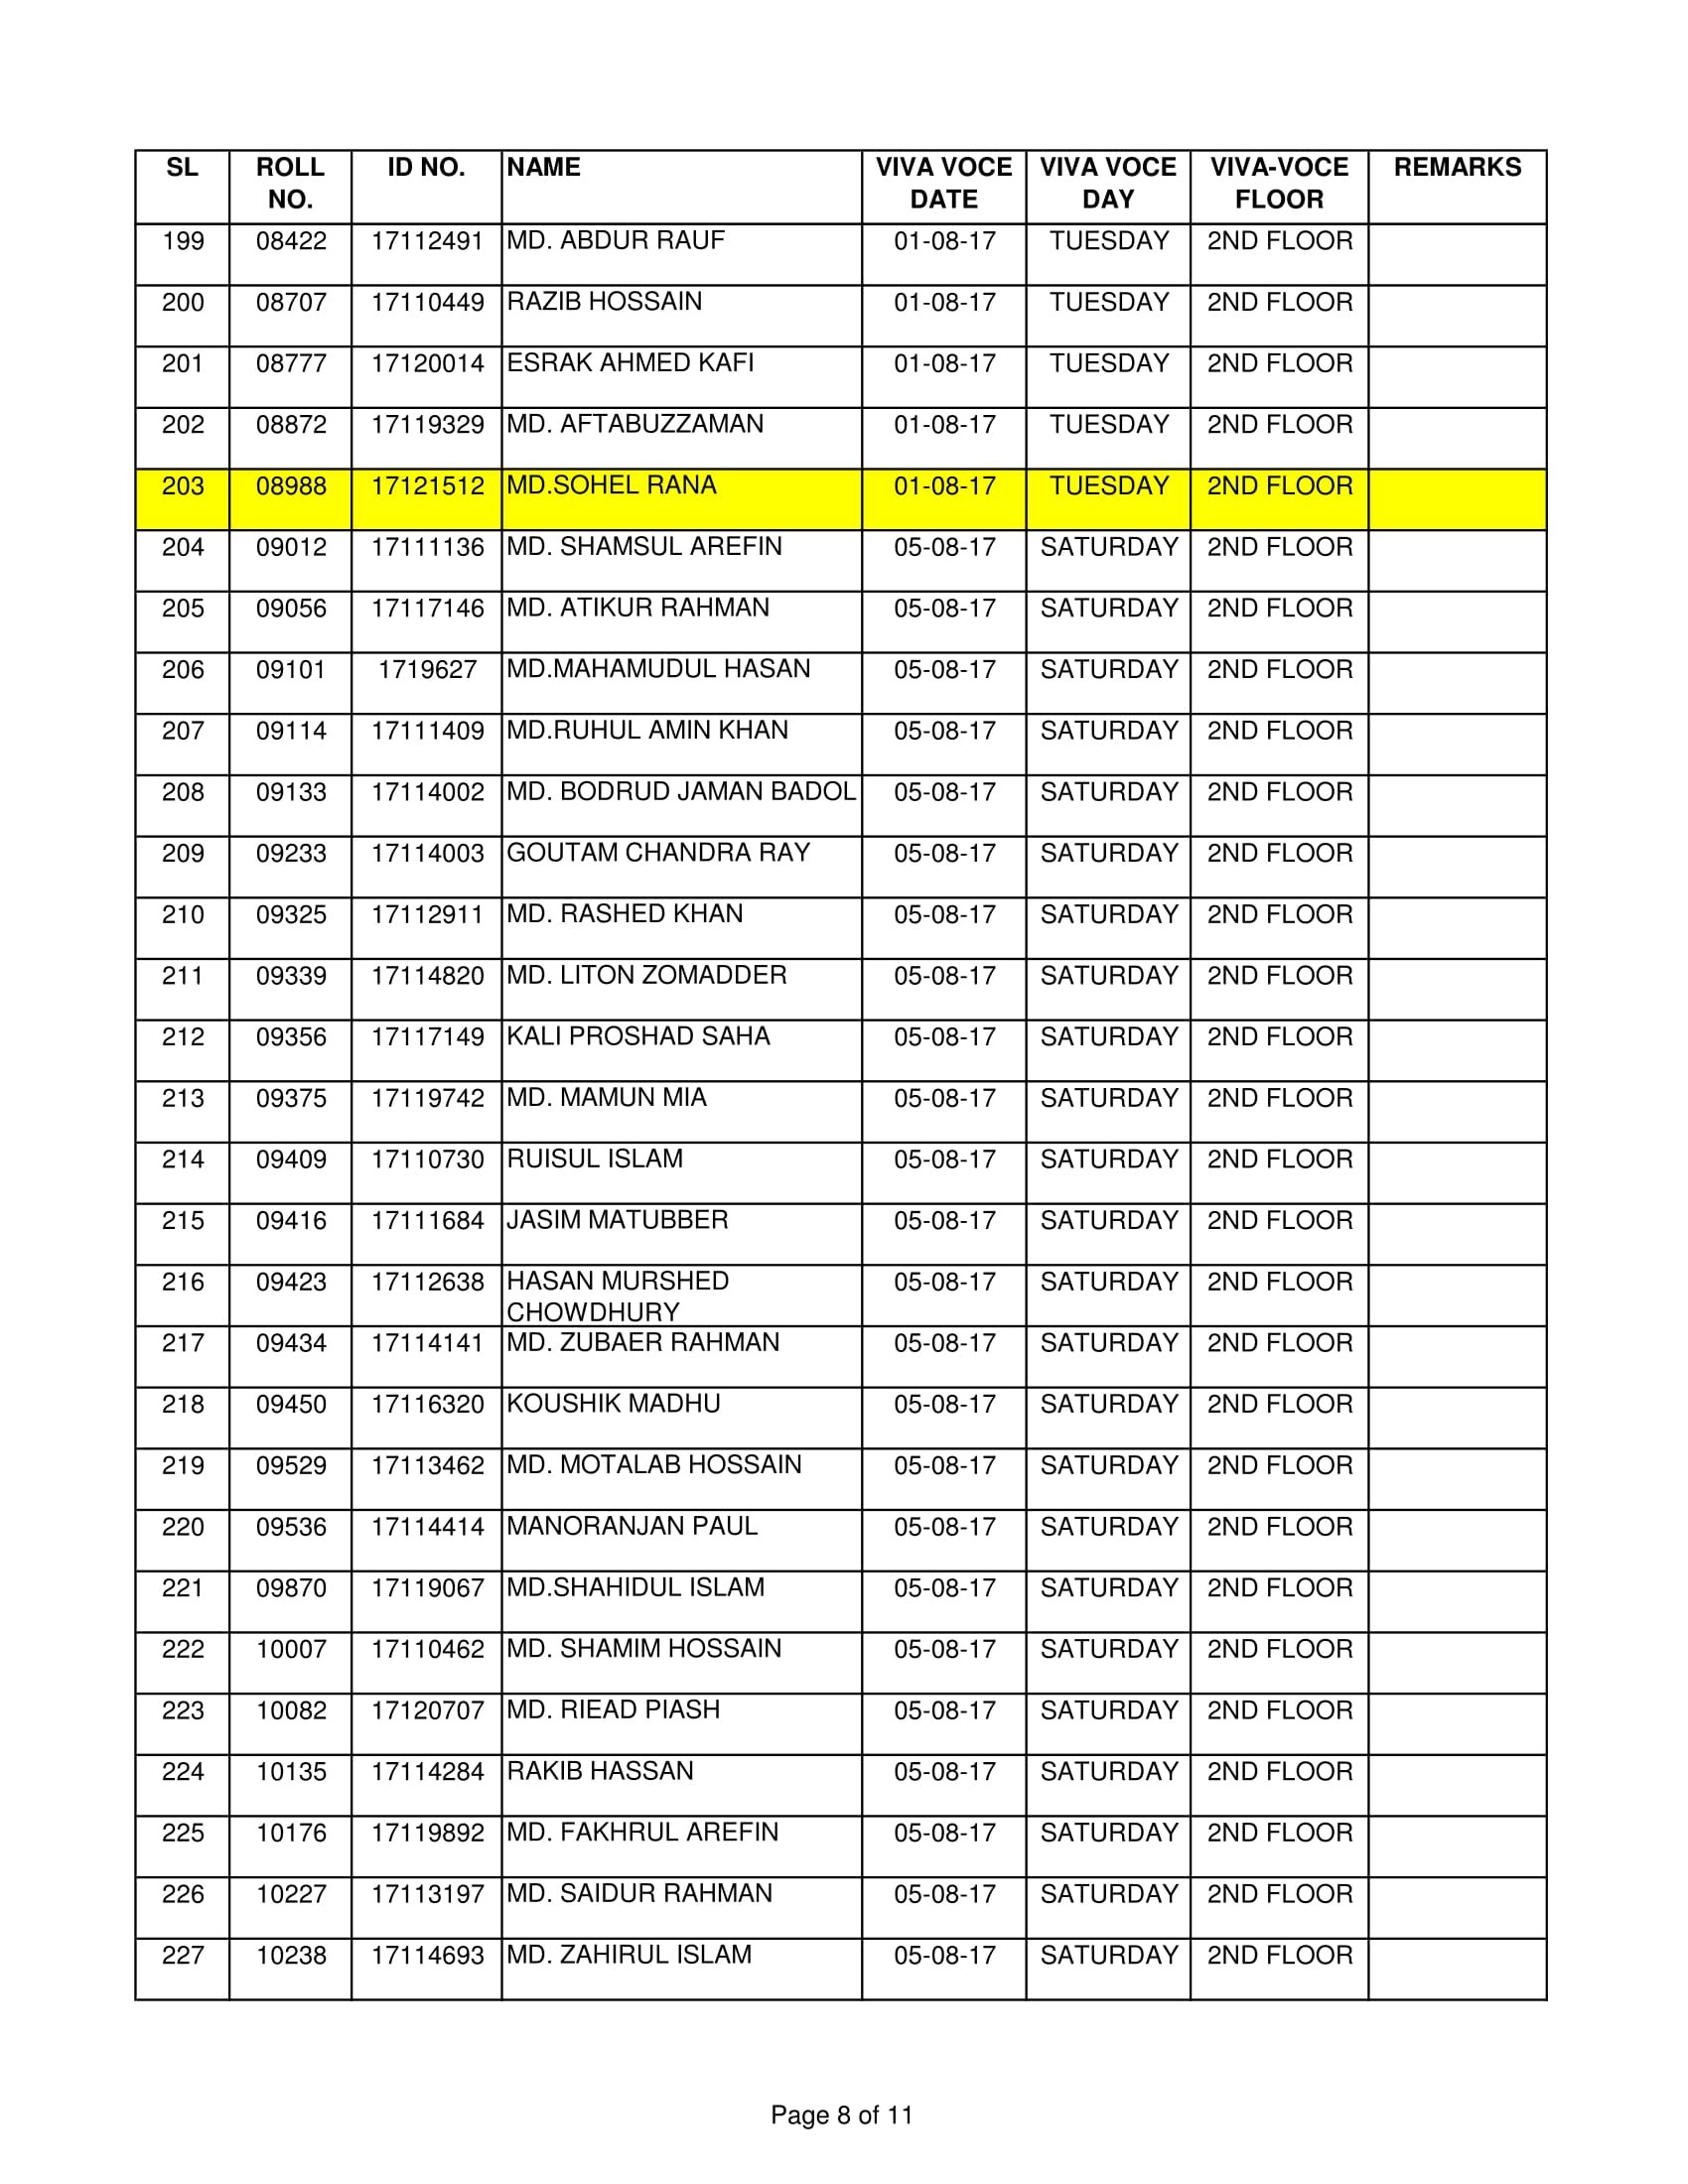 SL ROLL NO. ID NO. NAME VIVA VOCE DATE VIVA VOCE DAY VIVA-VOCE FLOOR REMARKS
199 08422 17112491 MD. ABDUR RAUF 01-08-17 TUESDAY 2ND FLOOR
200 08707 17110449 RAZIB HOSSAIN 01-08-17 TUESDAY 2ND FLOOR
201 08777 17120014 ESRAK AHMED KAFI 01-08-17 TUESDAY 2ND FLOOR
202 08872 17119329 MD. AFTABUZZAMAN 01-08-17 TUESDAY 2ND FLOOR
203 08988 17121512 MD.SOHEL RANA 01-08-17 TUESDAY 2ND FLOOR
204 09012 17111136 MD. SHAMSUL AREFIN 05-08-17 SATURDAY 2ND FLOOR
205 09056 17117146 MD. ATIKUR RAHMAN 05-08-17 SATURDAY 2ND FLOOR
206 09101 1719627 MD.MAHAMUDUL HASAN 05-08-17 SATURDAY 2ND FLOOR
207 09114 17111409 MD.RUHUL AMIN KHAN 05-08-17 SATURDAY 2ND FLOOR
208 09133 17114002 MD. BODRUD JAMAN BADOL 05-08-17 SATURDAY 2ND FLOOR
209 09233 17114003 GOUTAM CHANDRA RAY 05-08-17 SATURDAY 2ND FLOOR
210 09325 17112911 MD. RASHED KHAN 05-08-17 SATURDAY 2ND FLOOR
211 09339 17114820 MD. LITON ZOMADDER 05-08-17 SATURDAY 2ND FLOOR
212 09356 17117149 KALI PROSHAD SAHA 05-08-17 SATURDAY 2ND FLOOR
213 09375 17119742 MD. MAMUN MIA 05-08-17 SATURDAY 2ND FLOOR
214 09409 17110730 RUISUL ISLAM 05-08-17 SATURDAY 2ND FLOOR
215 09416 17111684 JASIM MATUBBER 05-08-17 SATURDAY 2ND FLOOR
216 09423 17112638 HASAN MURSHED CHOWDHURY 05-08-17 SATURDAY 2ND FLOOR
217 09434 17114141 MD. ZUBAER RAHMAN 05-08-17 SATURDAY 2ND FLOOR
218 09450 17116320 KOUSHIK MADHU 05-08-17 SATURDAY 2ND FLOOR
219 09529 17113462 MD. MOTALAB HOSSAIN 05-08-17 SATURDAY 2ND FLOOR
220 09536 17114414 MANORANJAN PAUL 05-08-17 SATURDAY 2ND FLOOR
221 09870 17119067 MD.SHAHIDUL ISLAM 05-08-17 SATURDAY 2ND FLOOR
222 10007 17110462 MD. SHAMIM HOSSAIN 05-08-17 SATURDAY 2ND FLOOR
223 10082 17120707 MD. RIEAD PIASH 05-08-17 SATURDAY 2ND FLOOR
224 10135 17114284 RAKIB HASSAN 05-08-17 SATURDAY 2ND FLOOR
225 10176 17119892 MD. FAKHRUL AREFIN 05-08-17 SATURDAY 2ND FLOOR
226 10227 17113197 MD. SAIDUR RAHMAN 05-08-17 SATURDAY 2ND FLOOR
227 10238 17114693 MD. ZAHIRUL ISLAM 05-08-17 SATURDAY 2ND FLOOR
Page 8 of 11